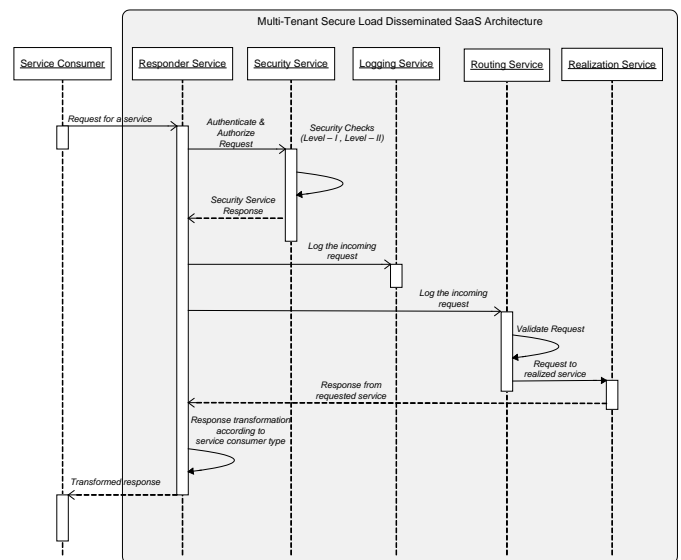 Multi-Tenant Secure Load Disseminated SaaS Architecture
Service Consumer
Responder Service
Security Service
Logging Service
Routing Service
Realization Service
Request for a service
Authenticate &
Authorize
Request
Security Checks
(Level – I , Level – II)
Security Service
Response
Log the incoming
request
Log the incoming
request
Validate Request
Request to
realized service
Response from
requested service
Response transformation
according to
service consumer type
Transformed response